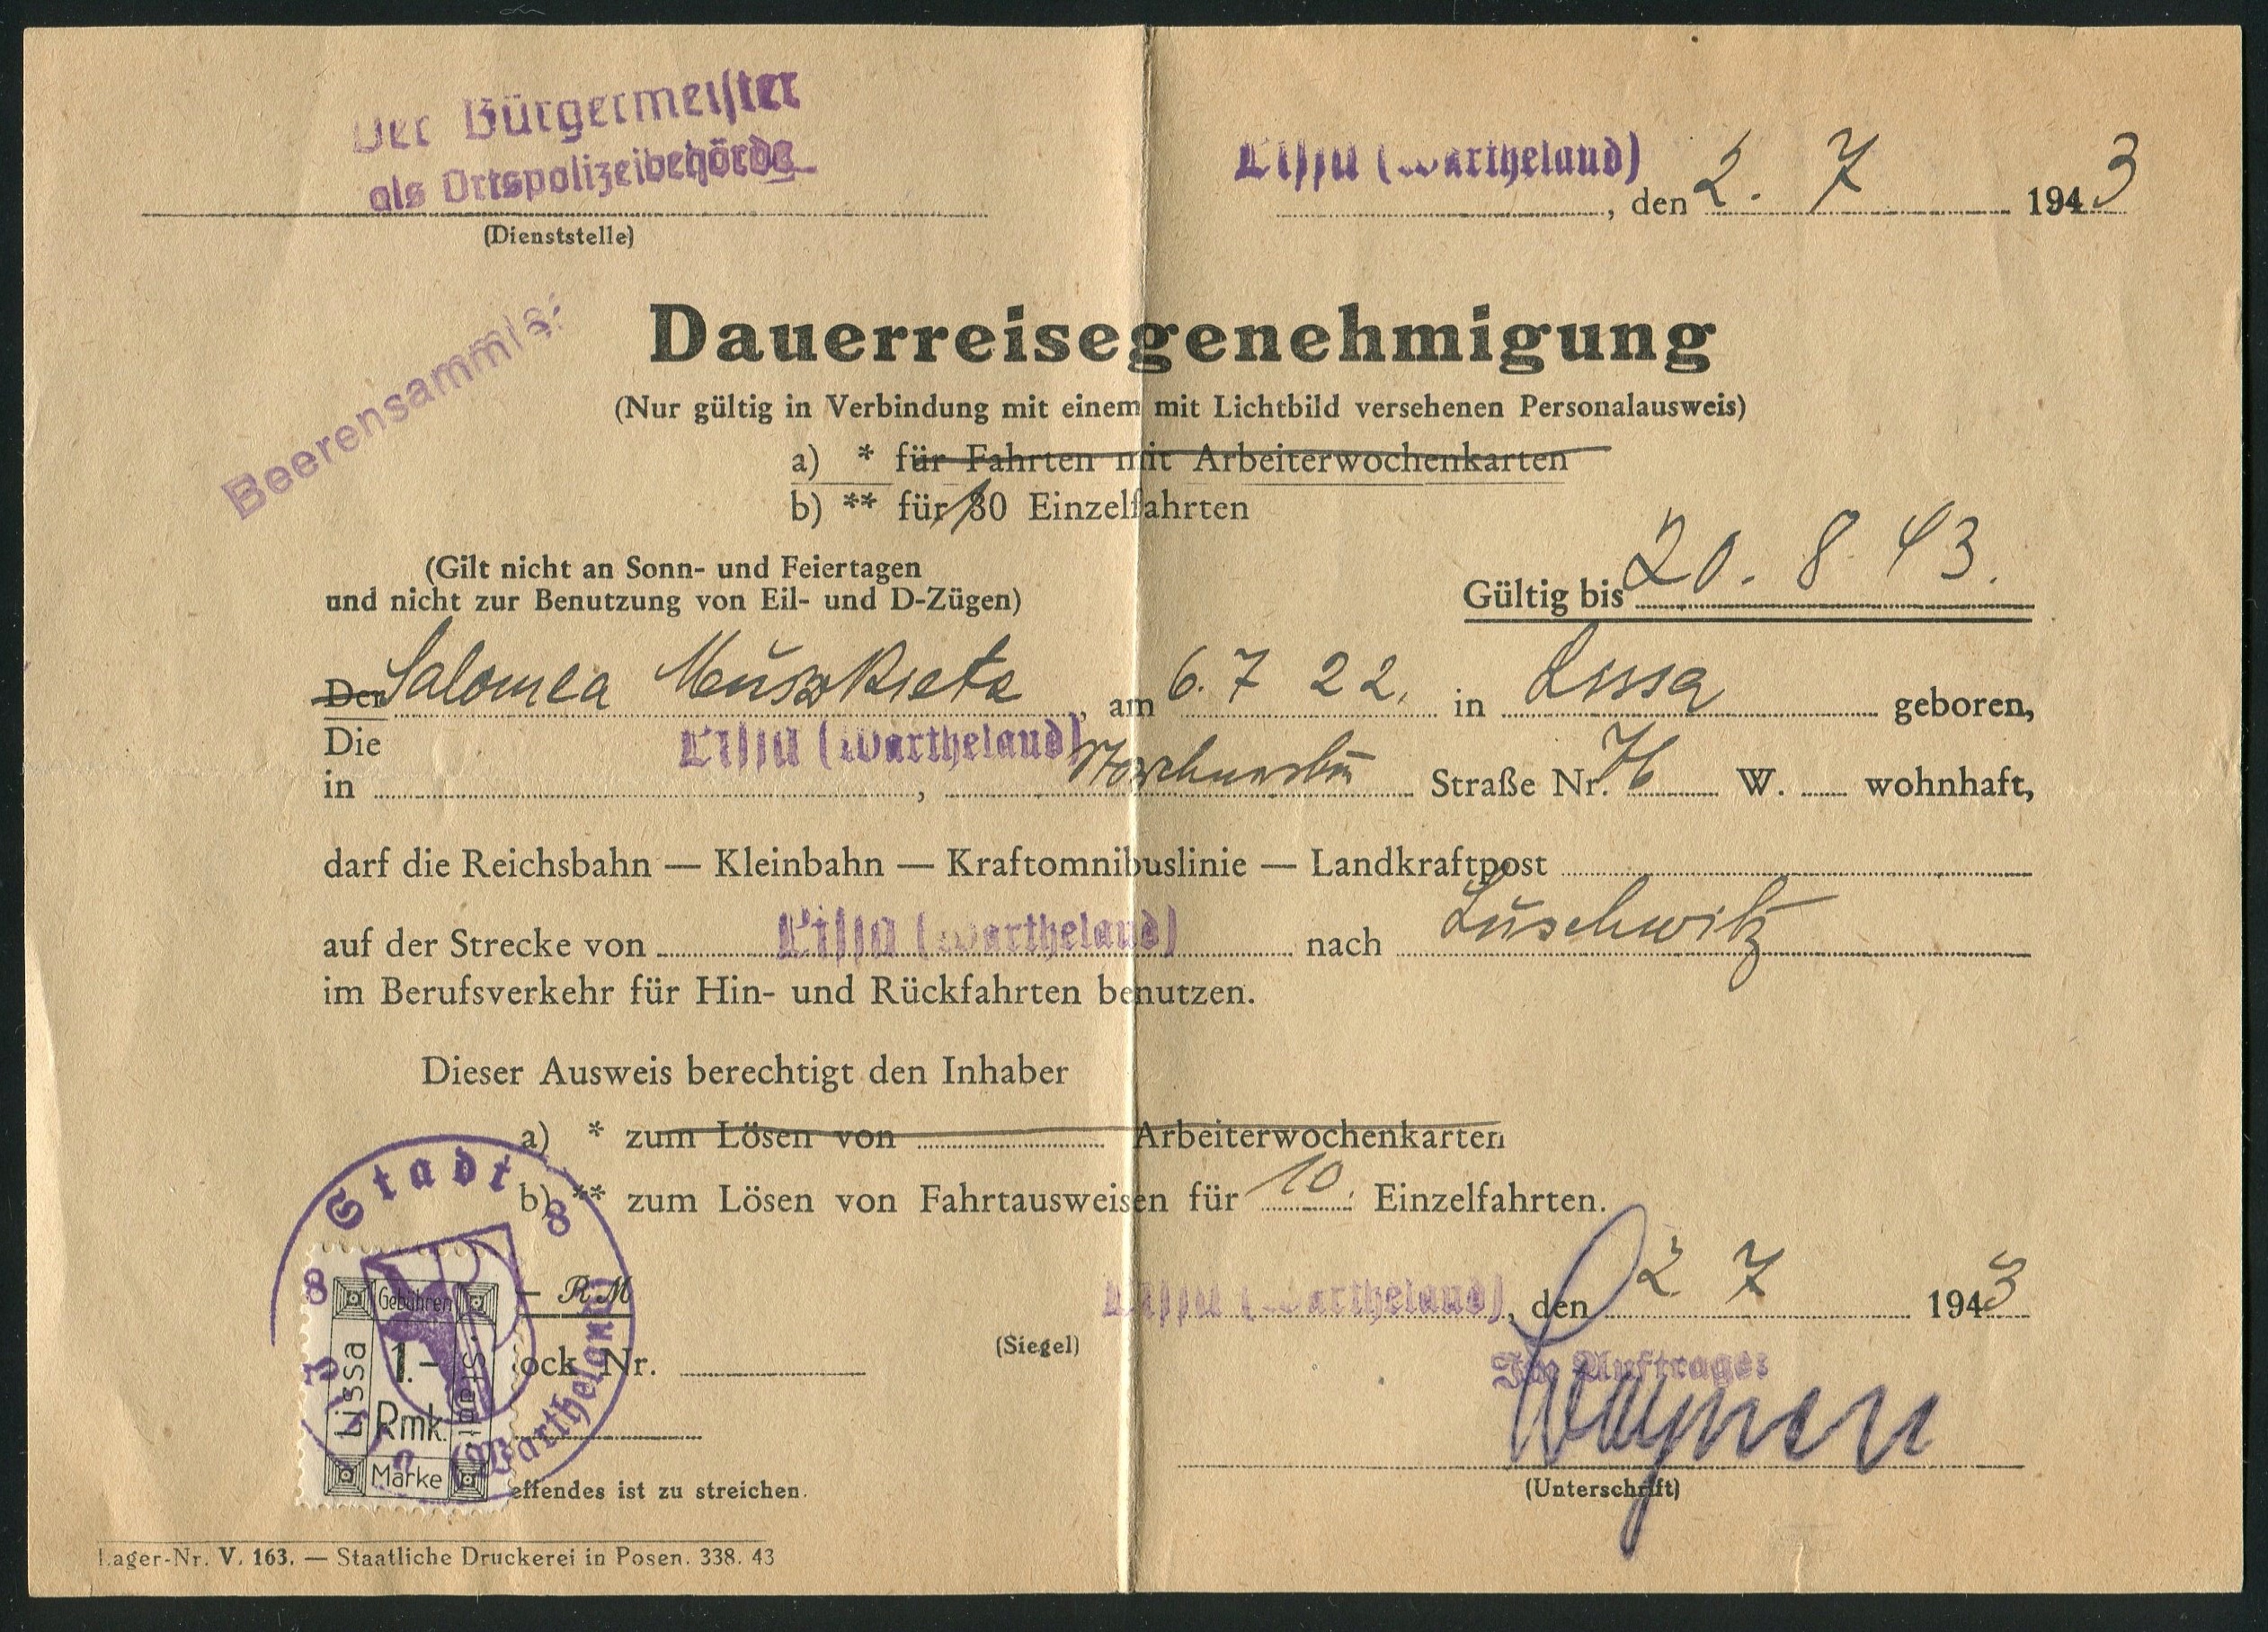 Der Bürgermeister
als Ortspolizeibehörde
(Dienststelle)
Lissa (Wartheland), den 2. 7 1943
Beerensammler
Dauerreisegenehmigung
(Nur gültig in Verbindung mit einem mit Lichtbild versehenen Personalausweis)
a) * für Fahrten mit Arbeiterwochenkarten
b) ** für 10 Einzelfahrten
(Gilt nicht an Sonn- und Feiertagen
und nicht zur Benutzung von Eil- und D-Zügen)
Gültig bis 20. 8. 43.
Der Salomea, am 6. 7 22. in Lissa geboren,
Die
in Lissa (Wartheland), Straße Nr. 76 W. wohnhaft,
darf die Reichsbahn — Kleinbahn — Kraftomnibuslinie — Landkraftpost
auf der Strecke von Lissa (Wartheland) nach Luschwitz
im Berufsverkehr für Hin- und Rückfahrten benutzen.
Dieser Ausweis berechtigt den Inhaber
a) * zum Lösen von Arbeiterwochenkarten
b) ** zum Lösen von Fahrtausweisen für 10 Einzelfahrten.
Stadt Lissa (Wartheland)
8 8
Gebühren
Lissa
1.-
Rmk.
Marke
— RM
Lissa (Wartheland), den 2 7 1943
(Siegel)
ock Nr.
Im Auftrage:
effendes ist zu streichen.
(Unterschrift)
Lager-Nr. V. 163. — Staatliche Druckerei in Posen. 338. 43